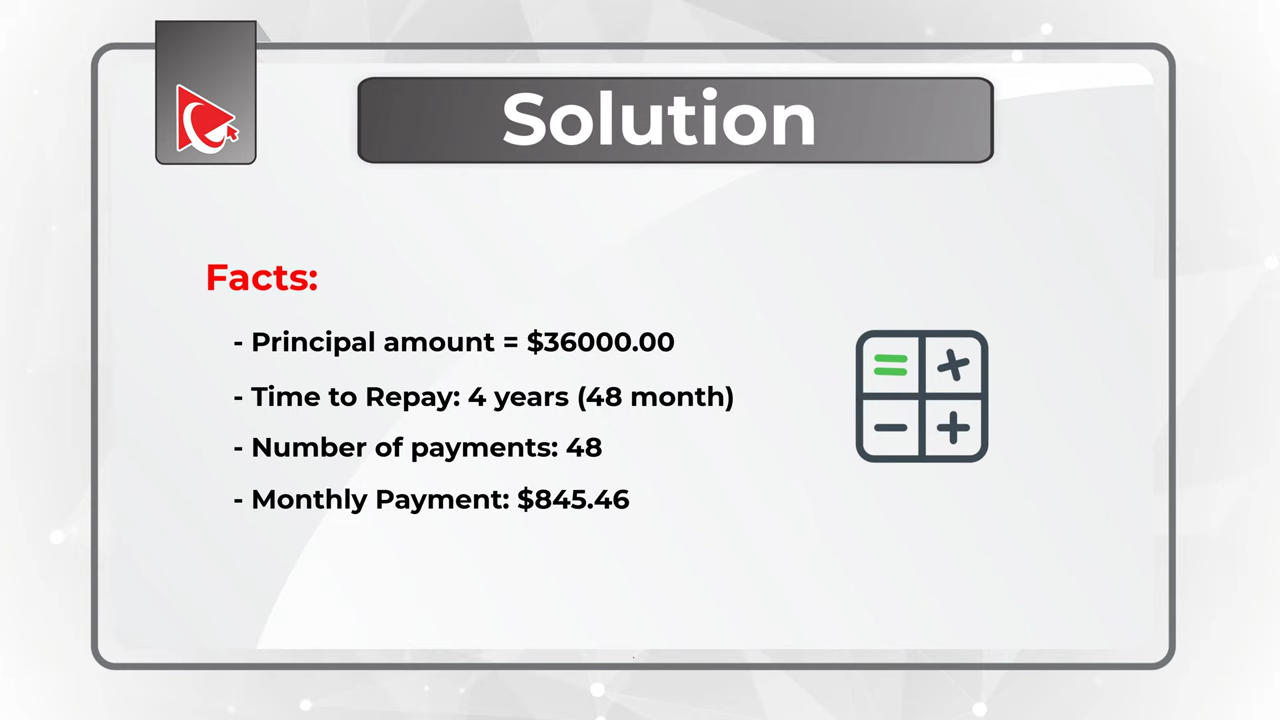 Solution
Facts:
- Principal amount = $36000.00
- Time to Repay: 4 years (48 month)
- Number of payments: 48
- Monthly Payment: $845.46